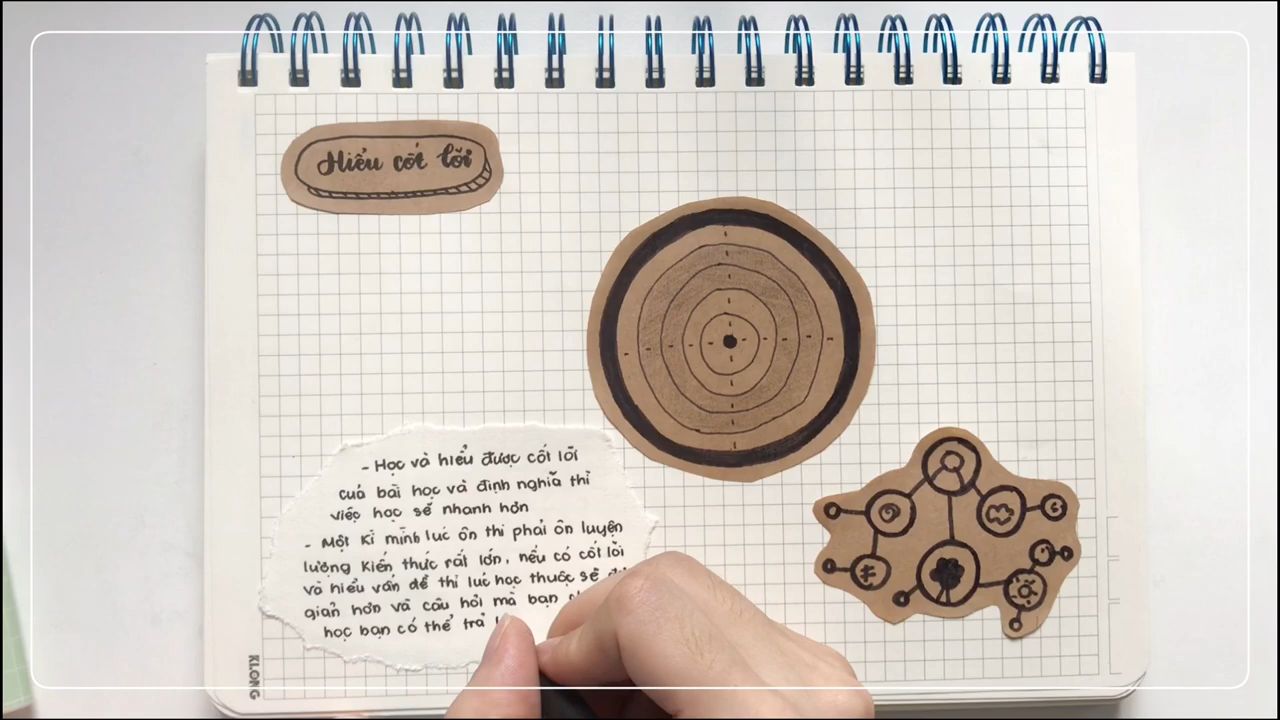 Hiểu cốt lõi
- Học và hiểu được cốt lõi
của bài học và định nghĩa thì
việc học sẽ nhanh hơn
- Một kì mình lúc ôn thi phải ôn luyện
lượng kiến thức rất lớn, nếu có cốt lõi
và hiểu vấn đề thì lúc học thuộc sẽ
giản hơn và câu hỏi mà bạn
học bạn có thể trả
KLONG